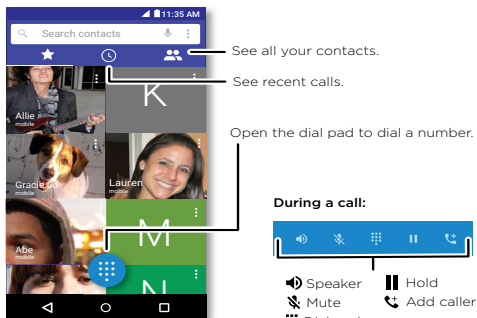 11:35 AM
Search contacts
See all your contacts.
See recent calls.
K
Allie
mobile
Open the dial pad to dial a number.
Gracie Jo
mobile
Lauren
mobile
During a call:
Abe
mobile
M
N
Speaker
Hold
Mute
Add caller